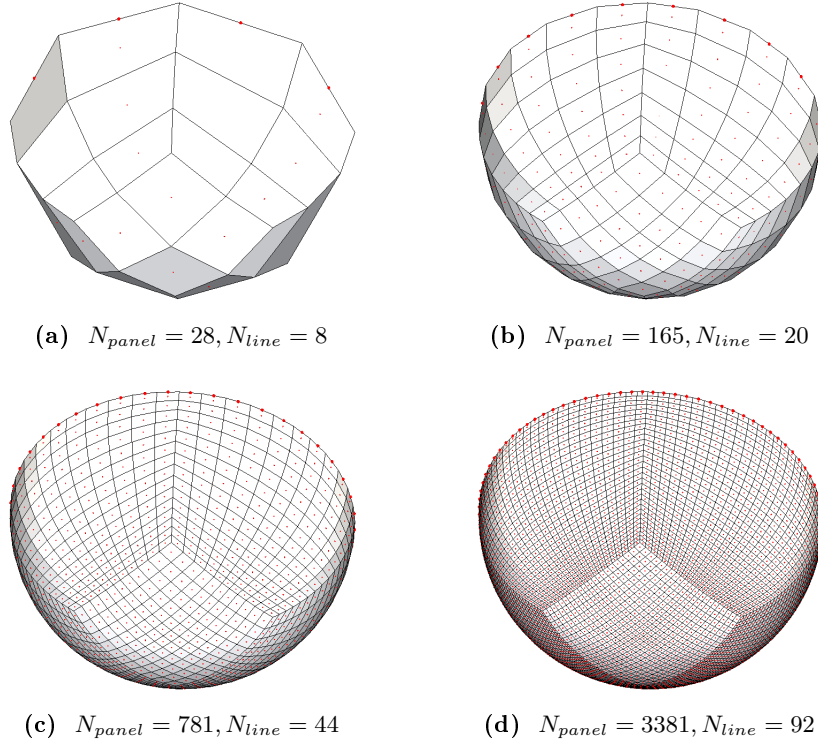 (a) N_{panel} = 28, N_{line} = 8
(b) N_{panel} = 165, N_{line} = 20
(c) N_{panel} = 781, N_{line} = 44
(d) N_{panel} = 3381, N_{line} = 92